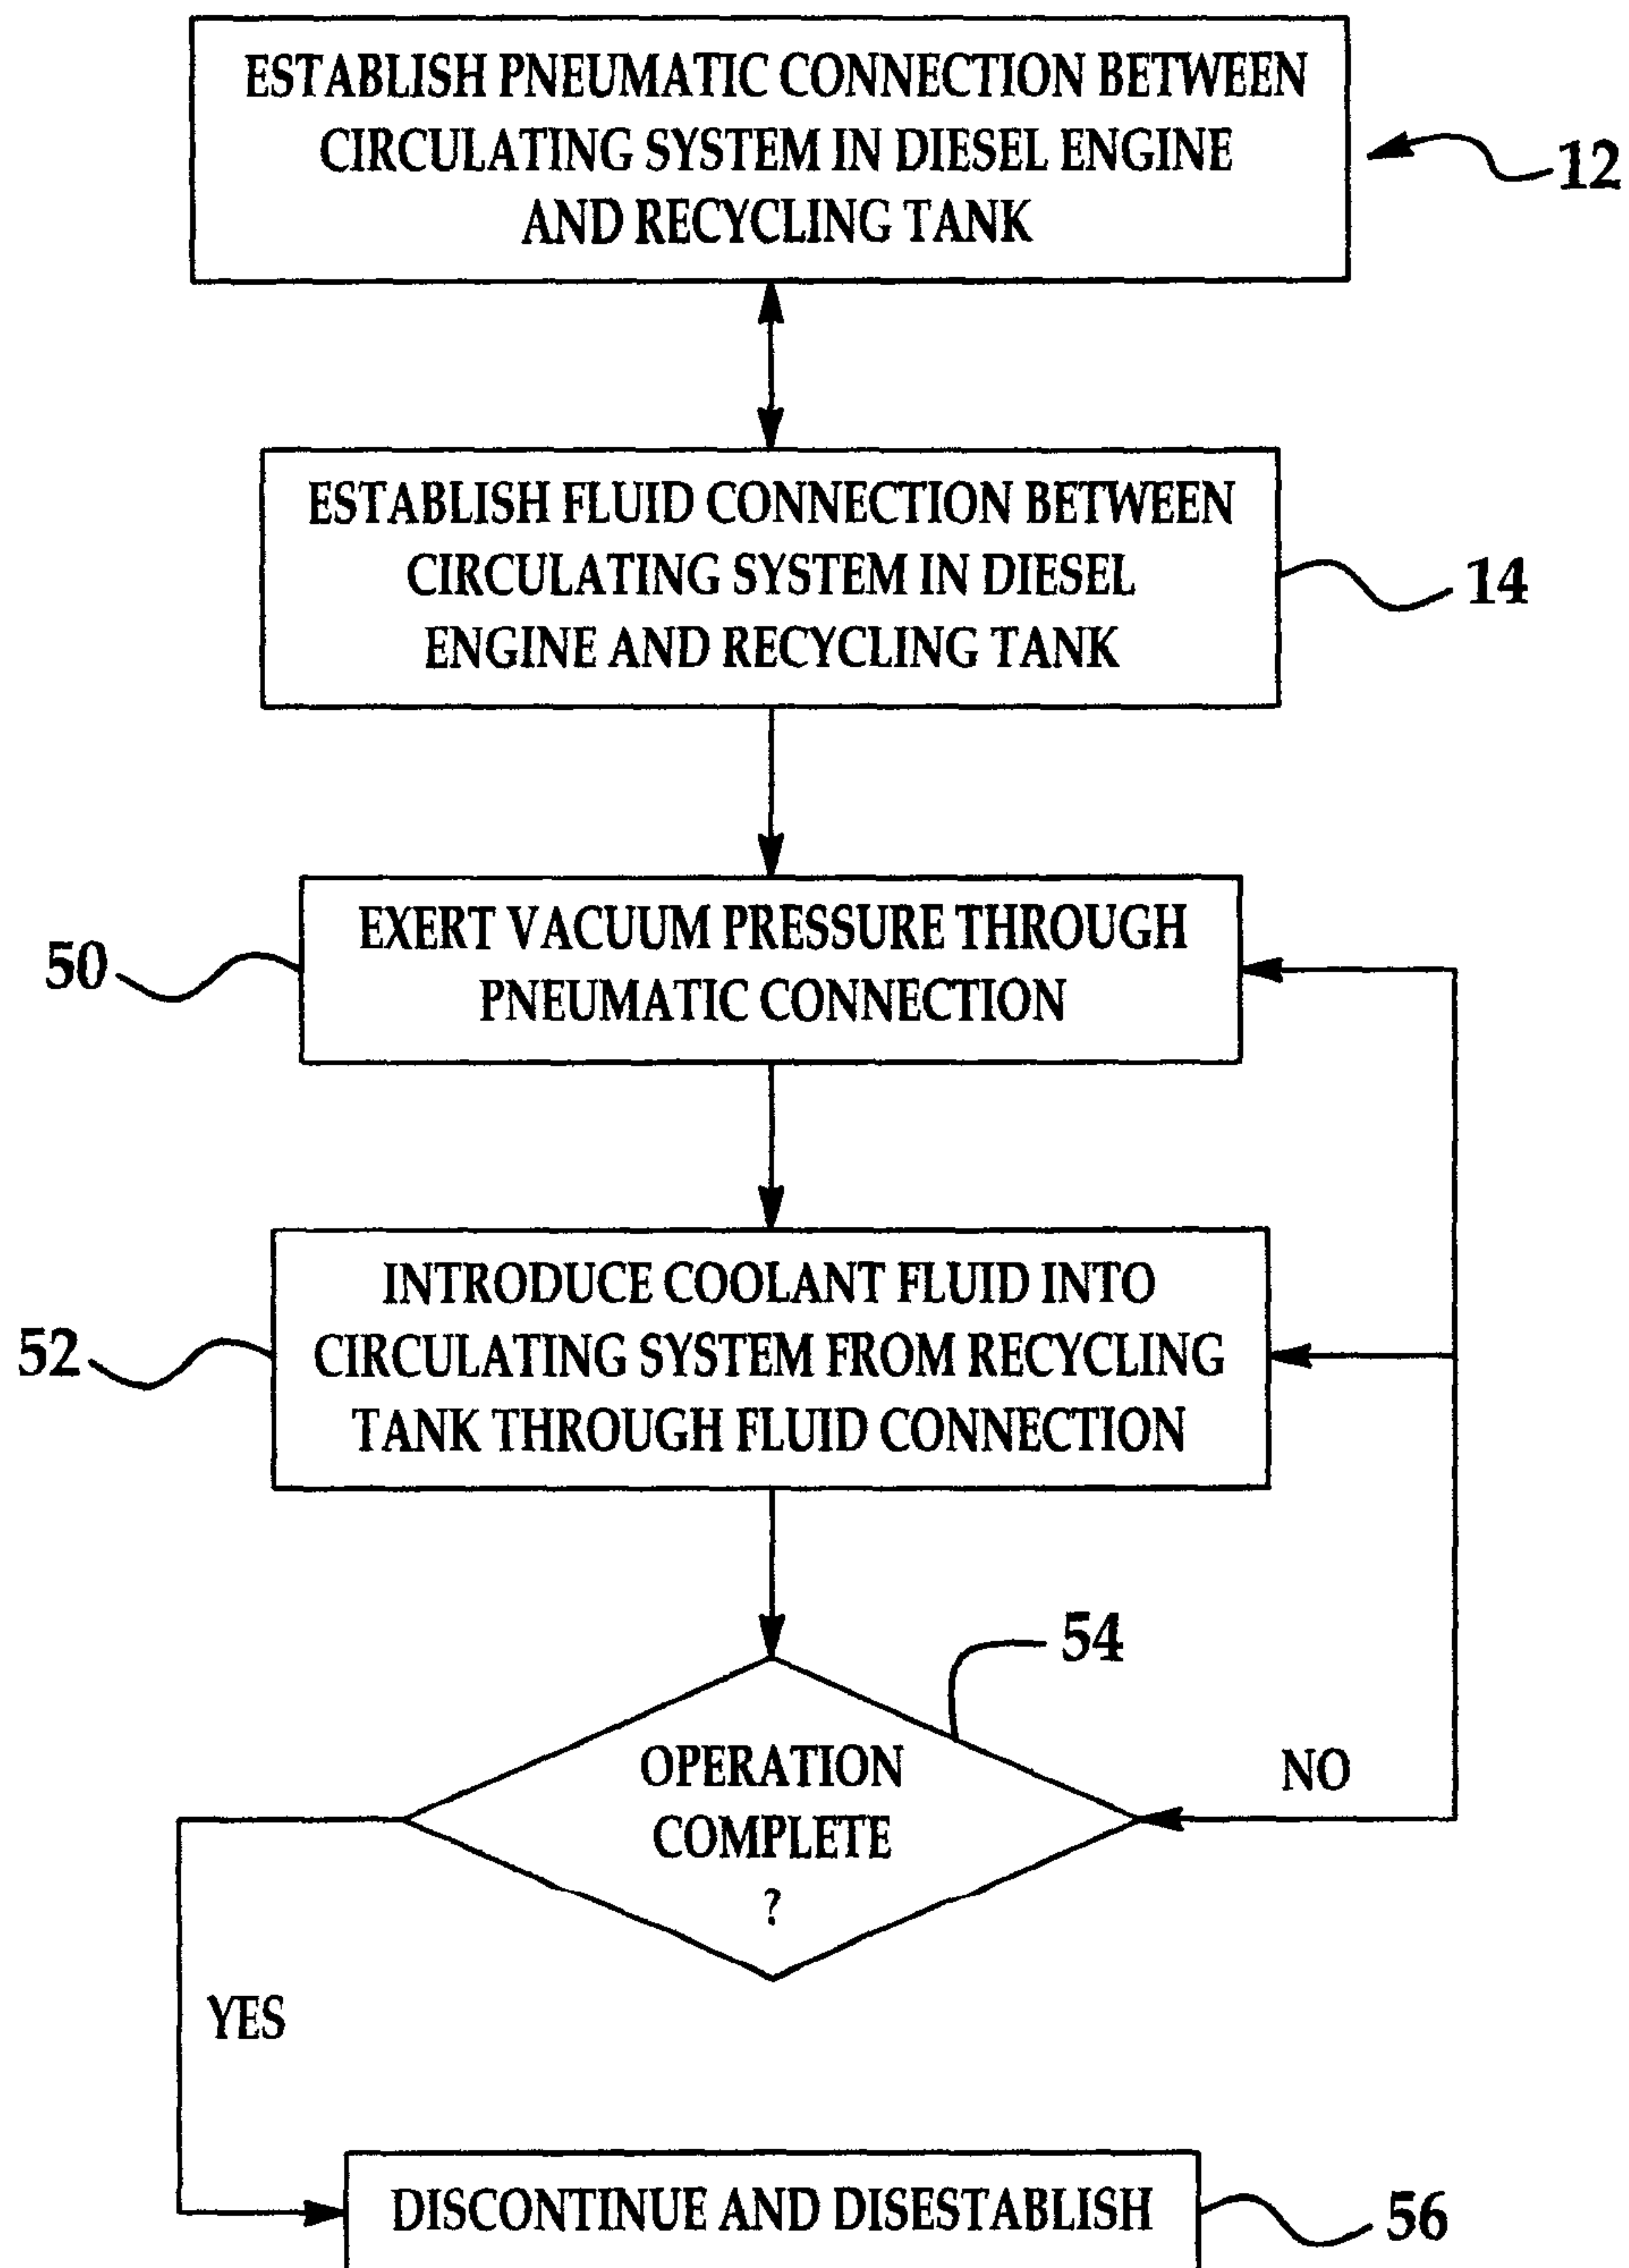 ESTABLISH PNEUMATIC CONNECTION BETWEEN
CIRCULATING SYSTEM IN DIESEL ENGINE
AND RECYCLING TANK
12
ESTABLISH FLUID CONNECTION BETWEEN
CIRCULATING SYSTEM IN DIESEL
ENGINE AND RECYCLING TANK
14
EXERT VACUUM PRESSURE THROUGH
PNEUMATIC CONNECTION
50
INTRODUCE COOLANT FLUID INTO
CIRCULATING SYSTEM FROM RECYCLING
TANK THROUGH FLUID CONNECTION
52
54
OPERATION
COMPLETE
?
NO
YES
DISCONTINUE AND DISESTABLISH
56